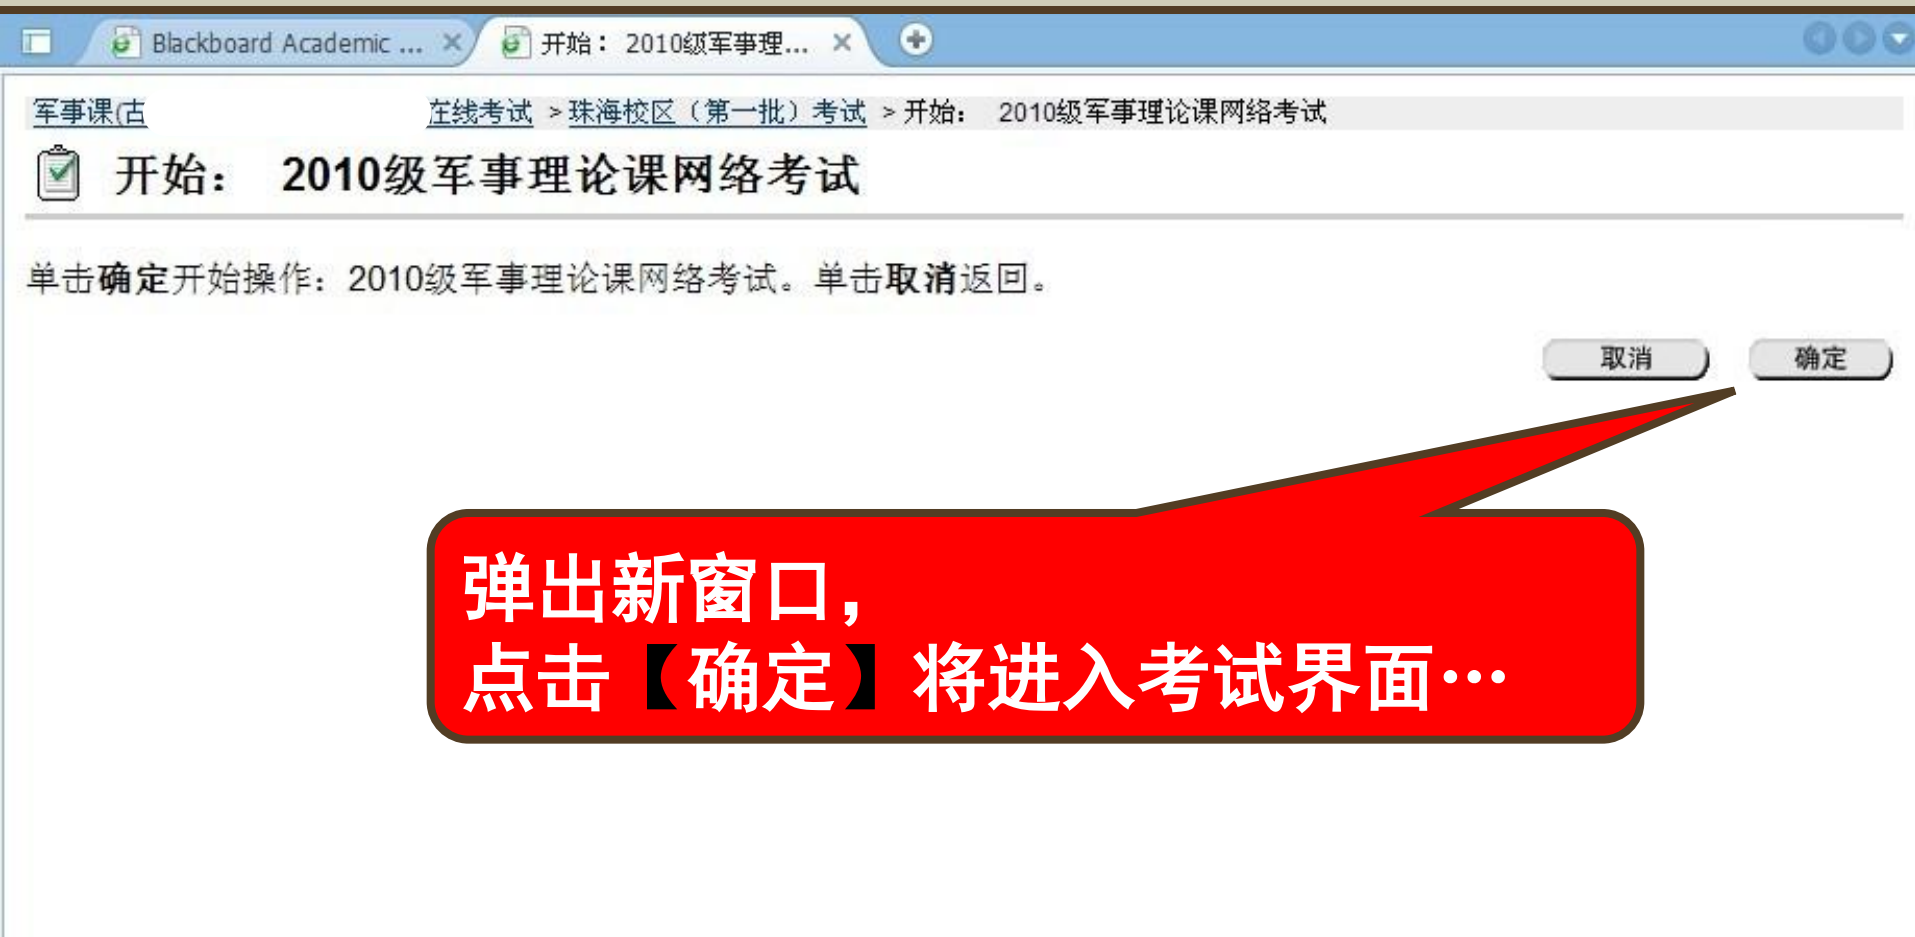 Blackboard Academic ...
开始： 2010级军事理...
军事课(古 在线考试 > 珠海校区（第一批）考试 > 开始： 2010级军事理论课网络考试
开始： 2010级军事理论课网络考试
单击确定开始操作：2010级军事理论课网络考试。单击取消返回。
取消 确定
弹出新窗口，
点击【确定】将进入考试界面…